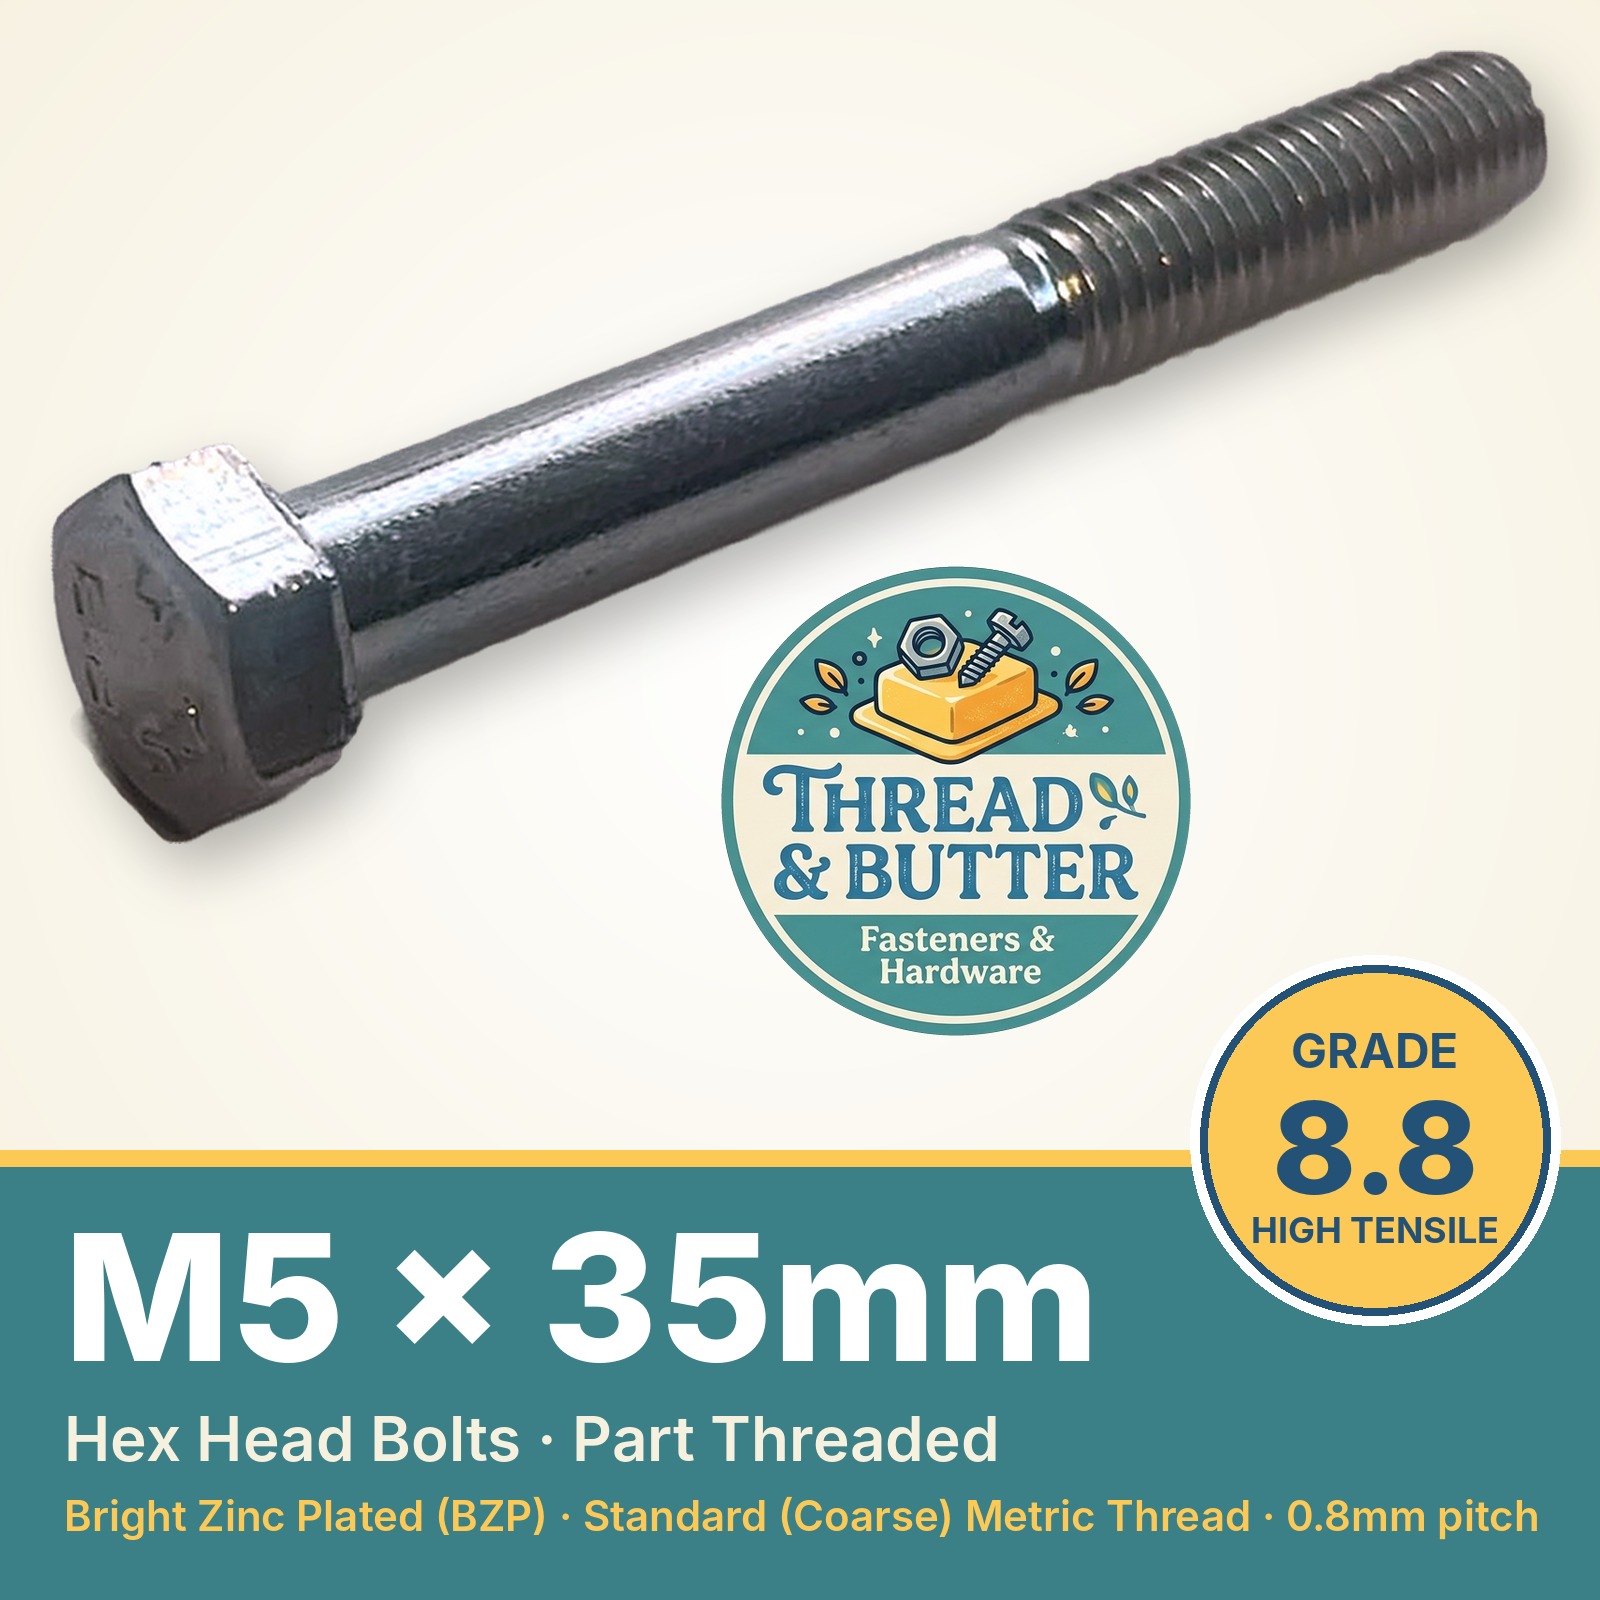 THREAD
& BUTTER
Fasteners &
Hardware
GRADE
8.8
HIGH TENSILE
M5 × 35mm
Hex Head Bolts · Part Threaded
Bright Zinc Plated (BZP) · Standard (Coarse) Metric Thread · 0.8mm pitch